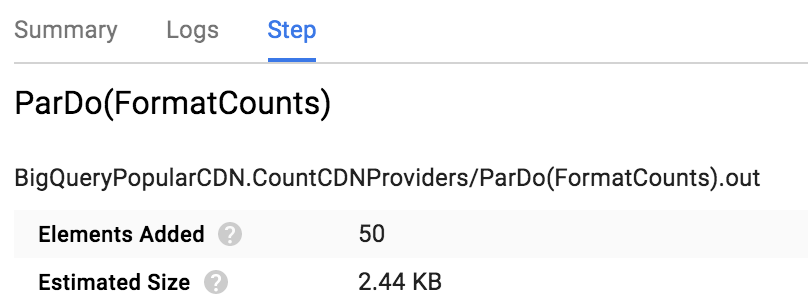 Summary Logs Step
ParDo(FormatCounts)
BigQueryPopularCDN.CountCDNProviders/ParDo(FormatCounts).out
Elements Added ? 50
Estimated Size ? 2.44 KB